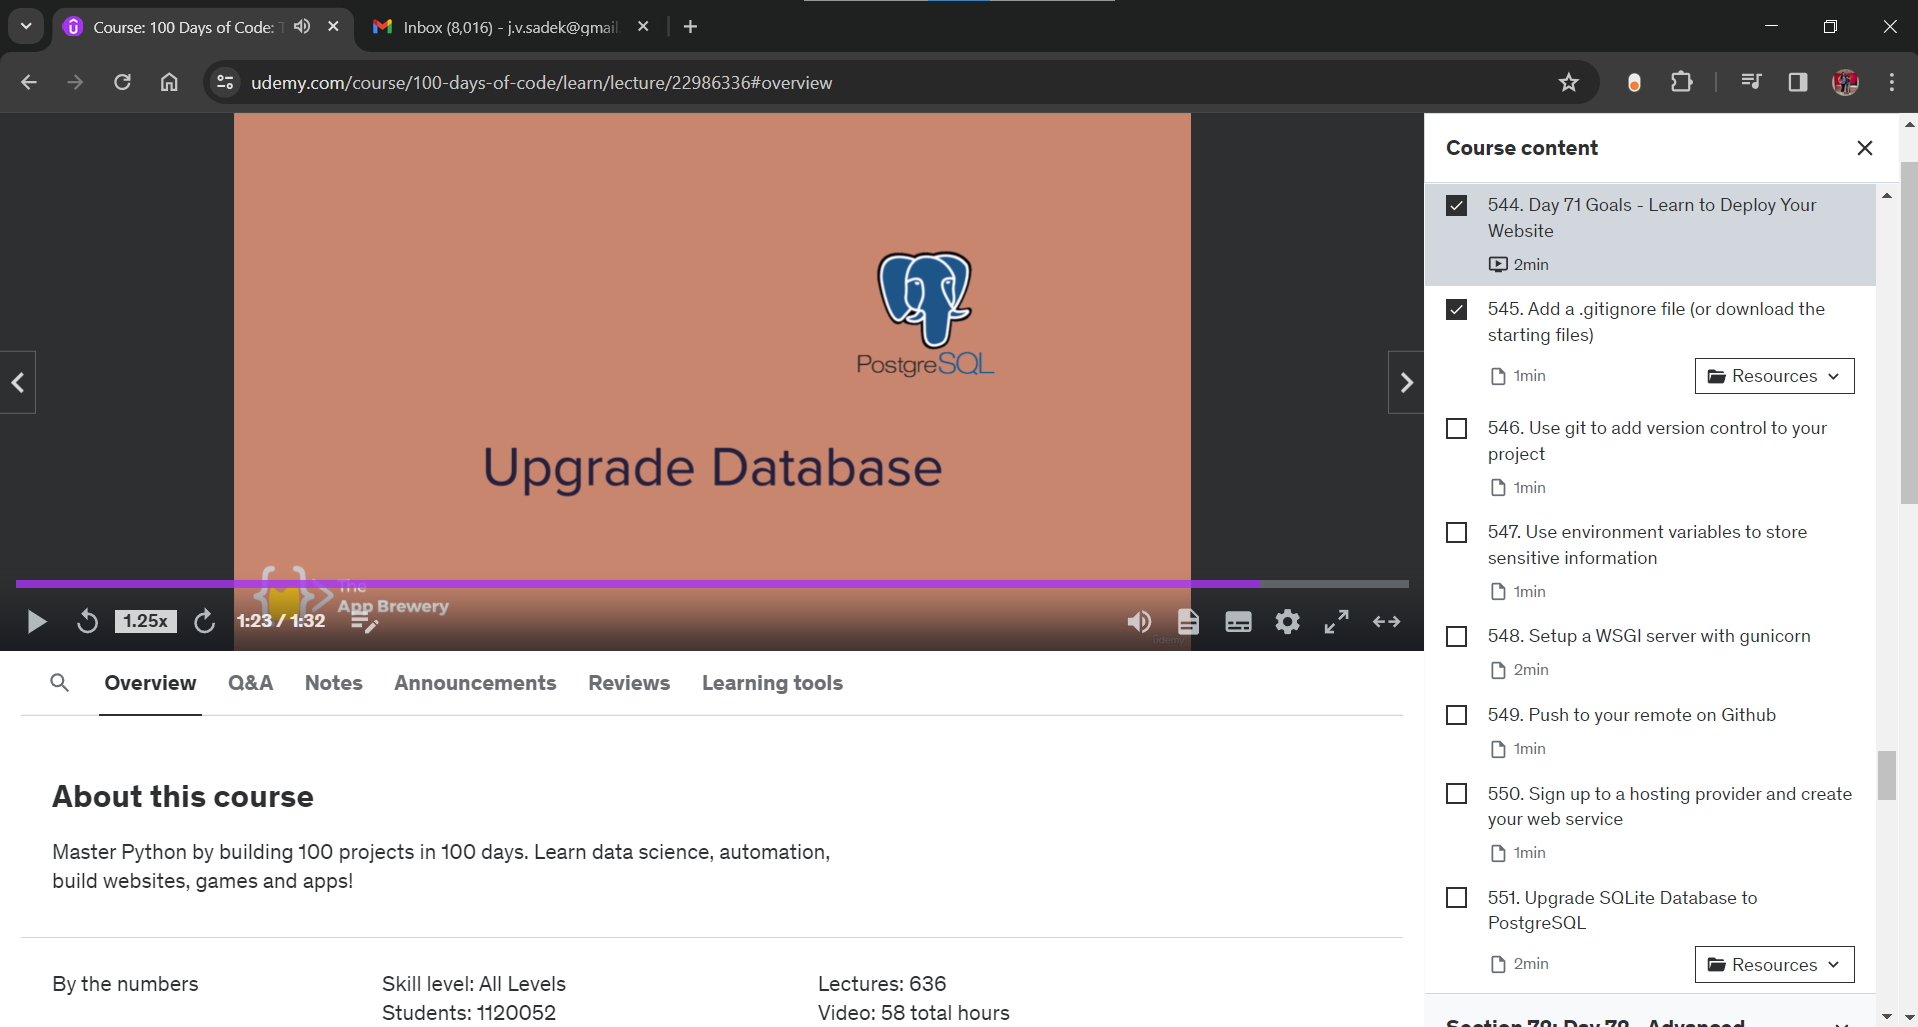 Course: 100 Days of Code: T
Inbox (8,016) - j.v.sadek@gmail.
udemy.com/course/100-days-of-code/learn/lecture/22986336#overview
PostgreSQL
Upgrade Database
The
App Brewery
1.25x
1:23 / 1:32
Udemy
Overview
Q&A
Notes
Announcements
Reviews
Learning tools
About this course
Master Python by building 100 projects in 100 days. Learn data science, automation,
build websites, games and apps!
By the numbers
Skill level: All Levels
Students: 1120052
Lectures: 636
Video: 58 total hours
Course content
544. Day 71 Goals - Learn to Deploy Your
Website
2min
545. Add a .gitignore file (or download the
starting files)
1min
Resources
546. Use git to add version control to your
project
1min
547. Use environment variables to store
sensitive information
1min
548. Setup a WSGI server with gunicorn
2min
549. Push to your remote on Github
1min
550. Sign up to a hosting provider and create
your web service
1min
551. Upgrade SQLite Database to
PostgreSQL
2min
Resources
Section 72: Day 72 - Advanced